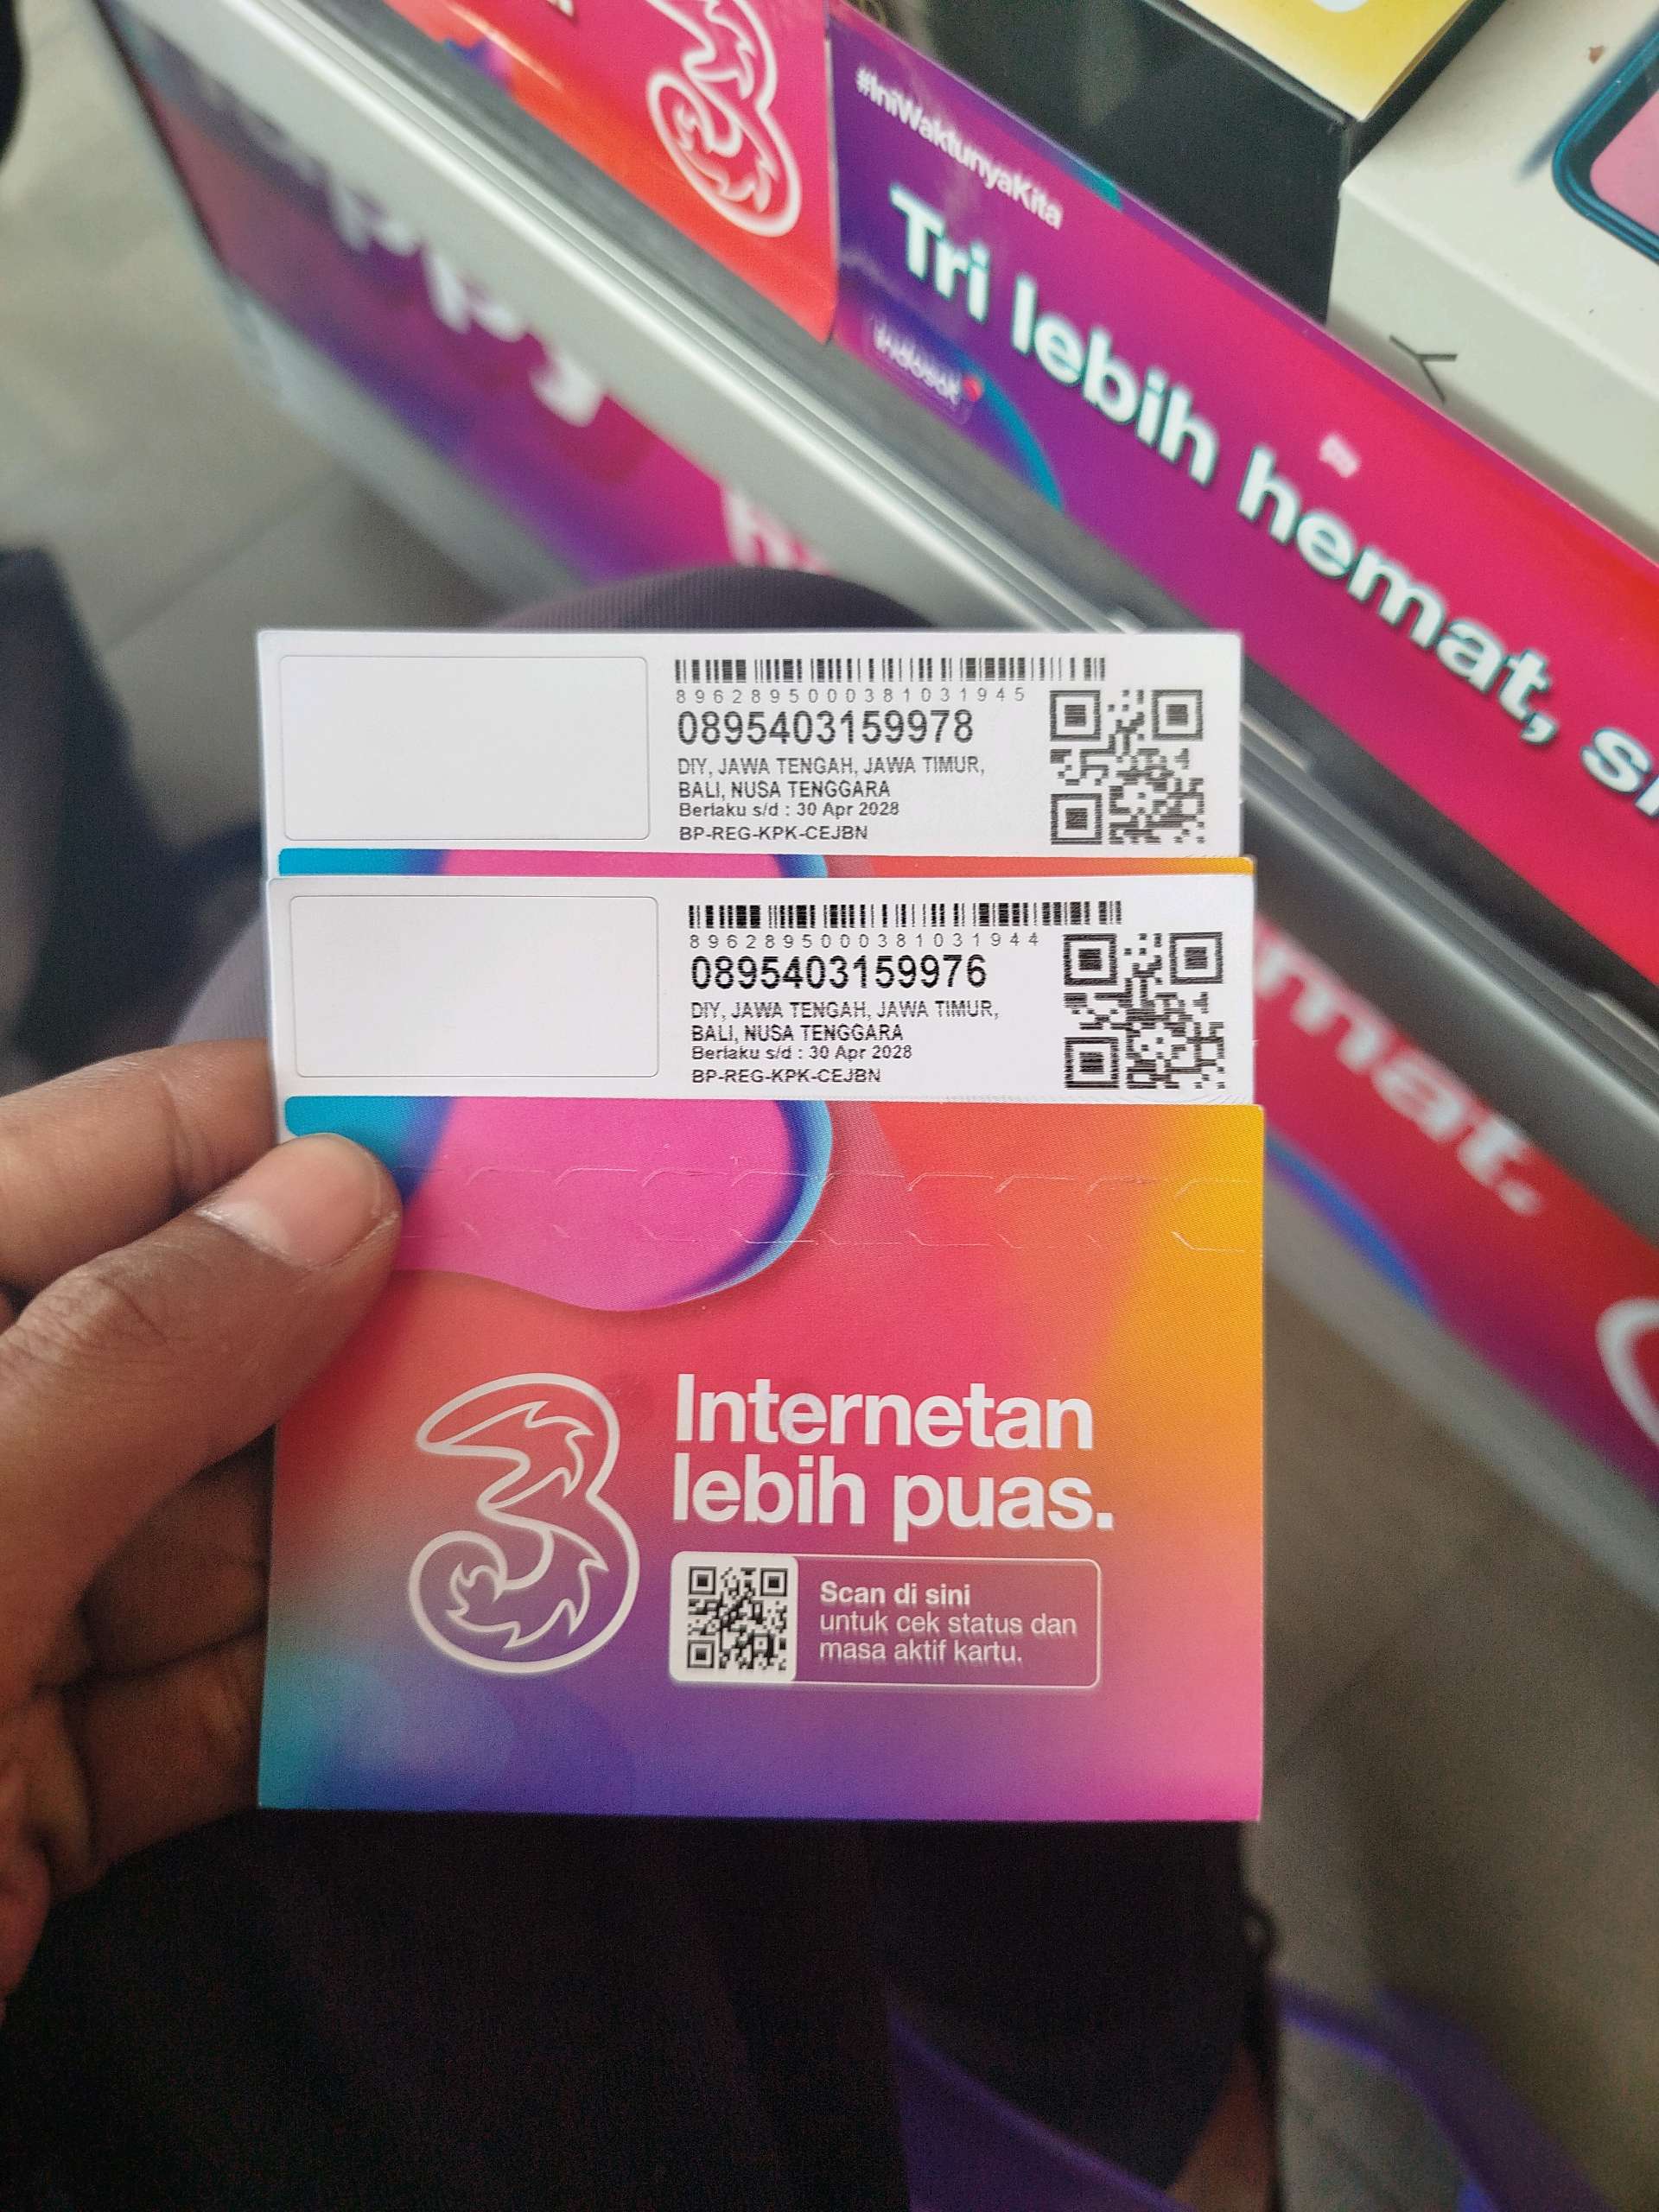 #IniWaktunyaKita
Tri lebih hemat,
indosat
8962895000381031945
0895403159978
DIY, JAWA TENGAH, JAWA TIMUR,
BALI, NUSA TENGGARA
Berlaku s/d : 30 Apr 2028
BP-REG-KPK-CEJBN
8962895000381031944
0895403159976
DIY, JAWA TENGAH, JAWA TIMUR,
BALI, NUSA TENGGARA
Berlaku s/d : 30 Apr 2028
BP-REG-KPK-CEJBN
3
Internetan
lebih puas.
Scan di sini
untuk cek status dan
masa aktif kartu.